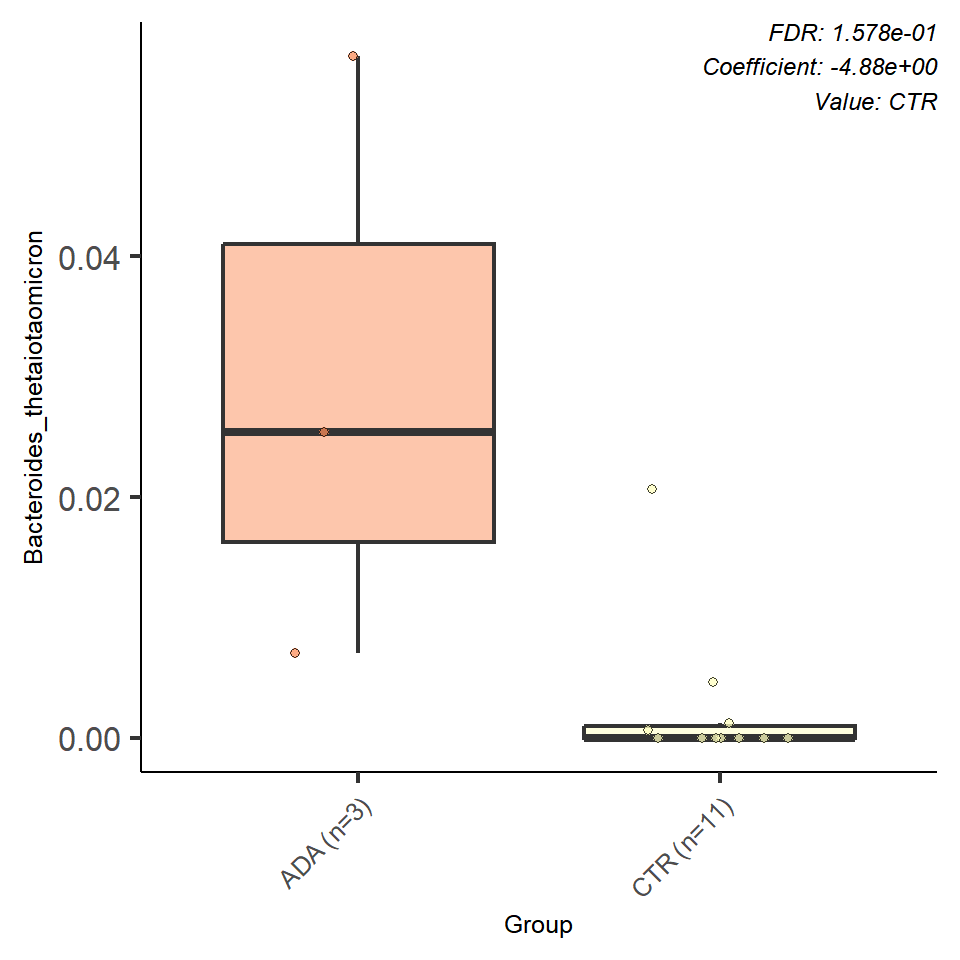 FDR: 1.578e-01
Coefficient: -4.88e+00
Value: CTR
Bacteroides_thetaiotaomicron
0.04
0.02
0.00
ADA (n=3)
CTR (n=11)
Group